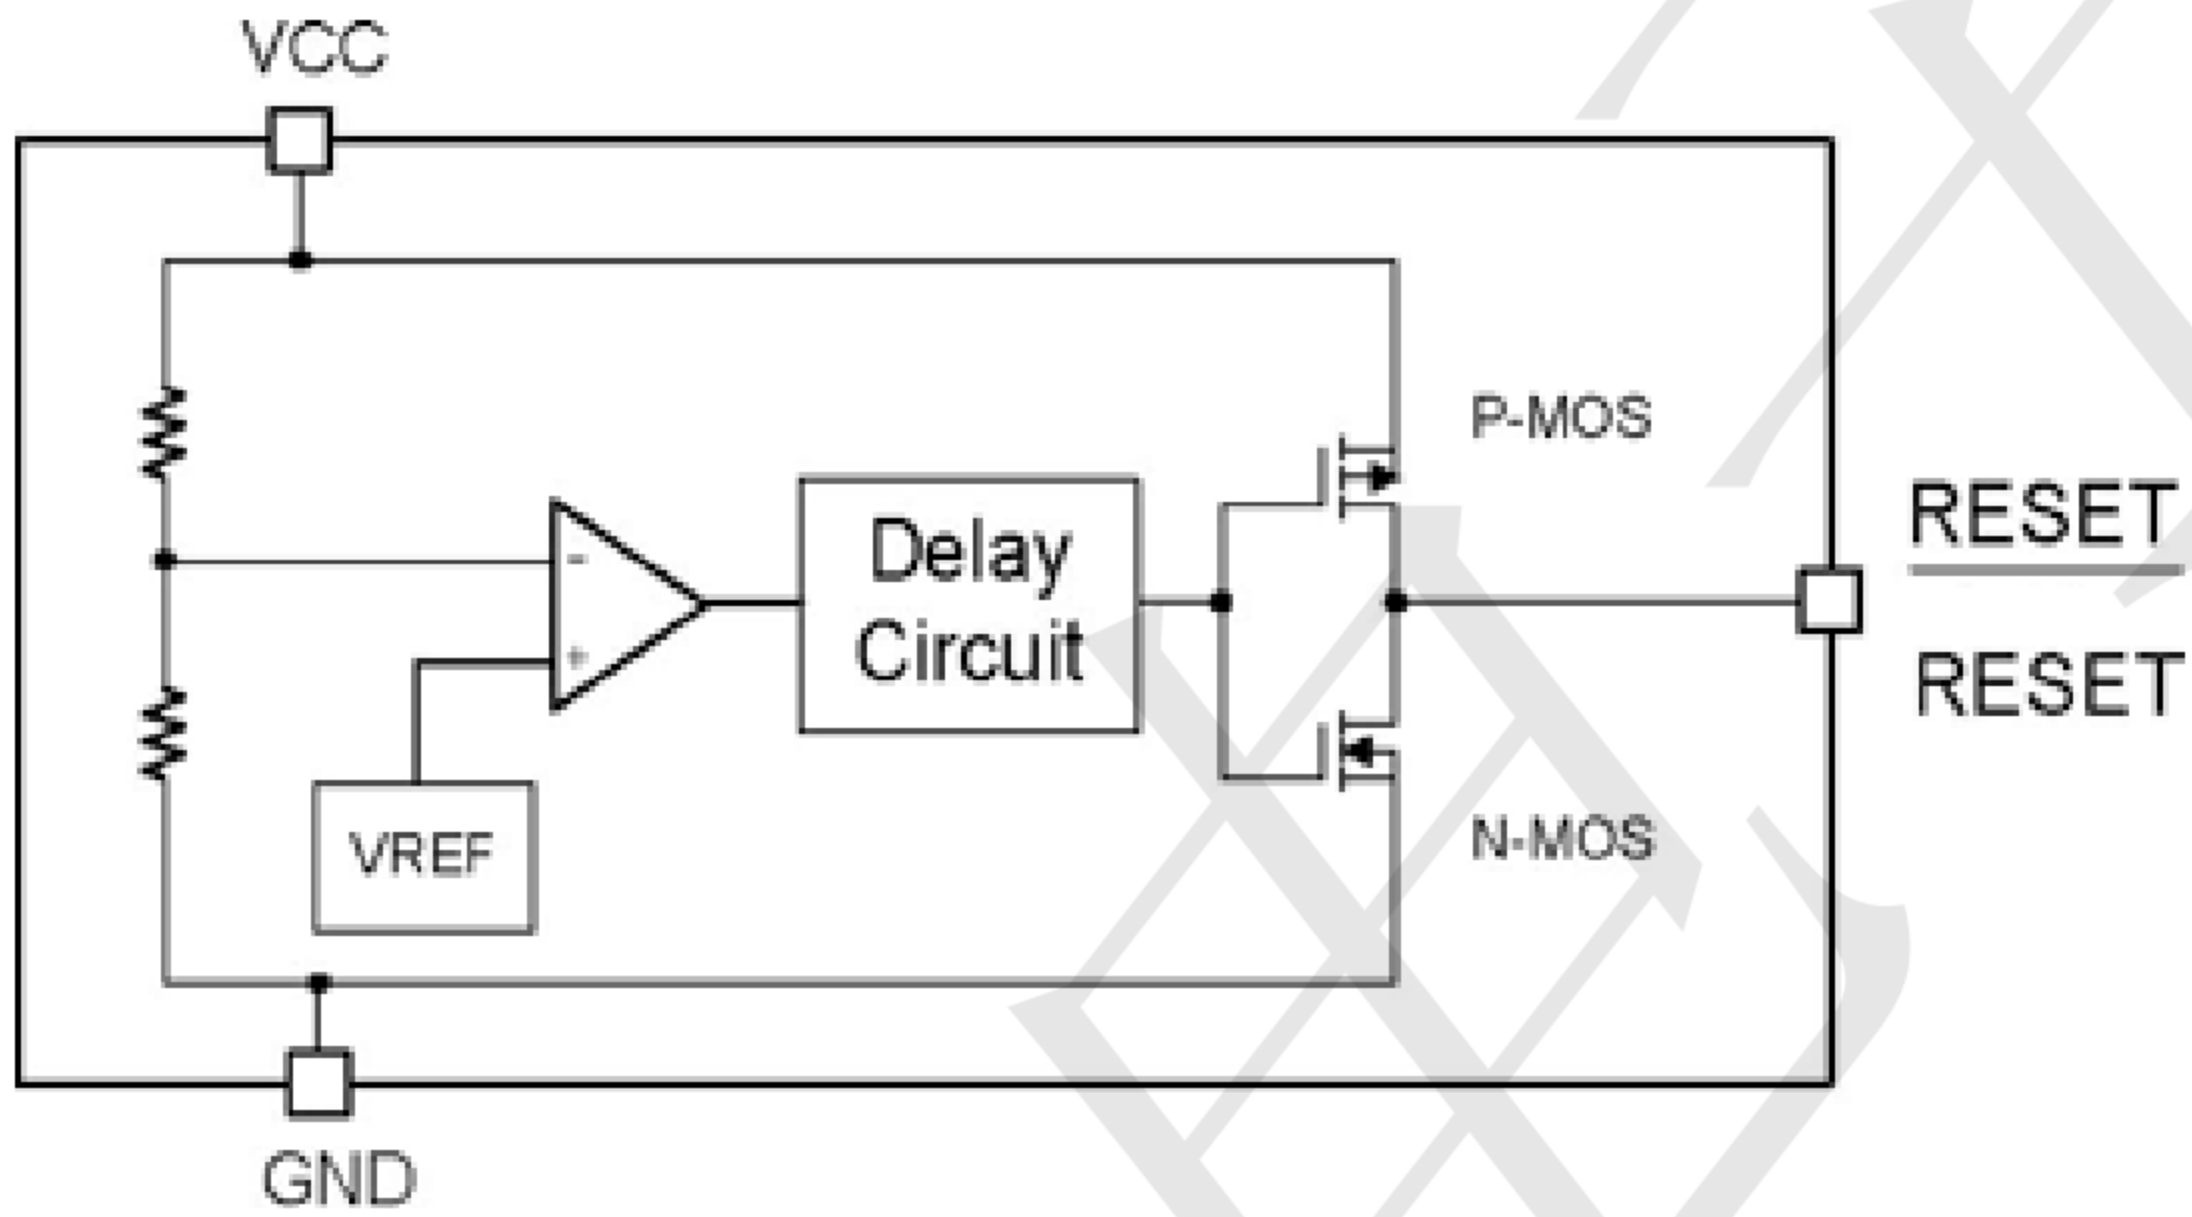 VCC
P-MOS
-
+
Delay
Circuit
RESET
RESET
VREF
N-MOS
GND